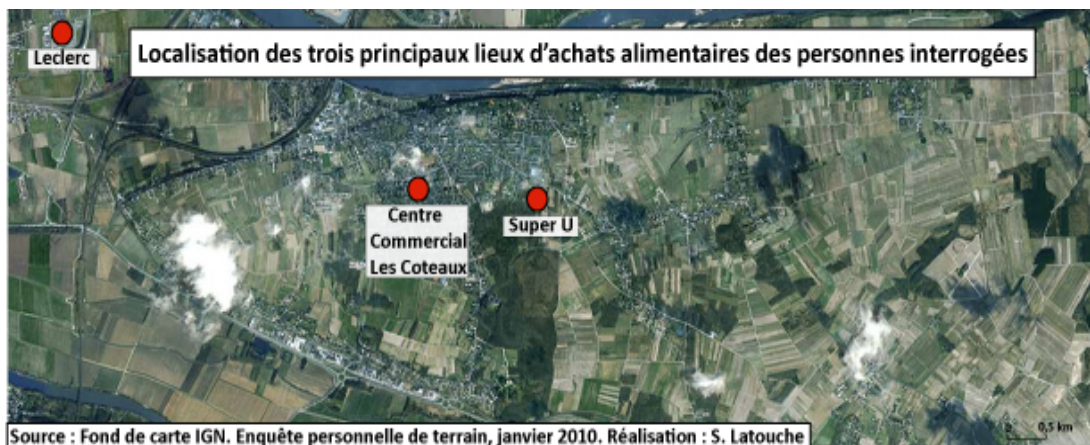 Leclerc
Localisation des trois principaux lieux d'achats alimentaires des personnes interrogées
Centre
Commercial
Les Coteaux
Super U
0,5 km
Source : Fond de carte IGN. Enquête personnelle de terrain, janvier 2010. Réalisation : S. Latouche